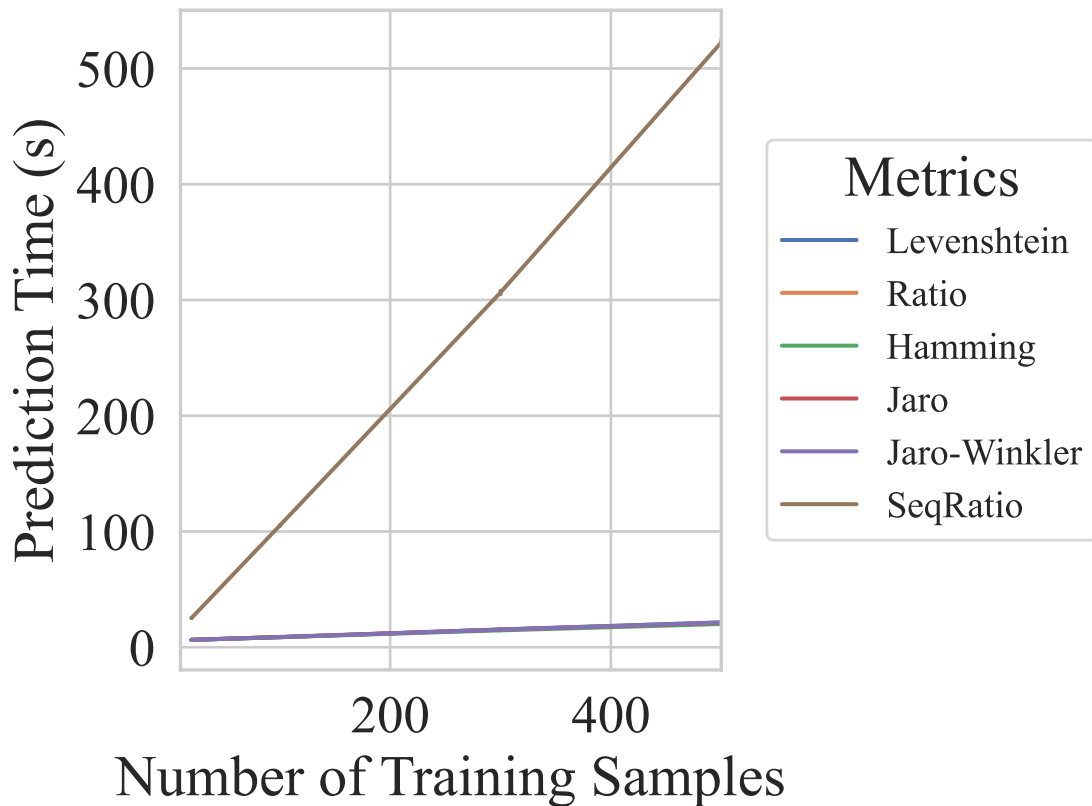 500
400
300
200
100
0
Prediction Time (s)
200 400
Number of Training Samples
Metrics
Levenshtein
Ratio
Hamming
Jaro
Jaro-Winkler
SeqRatio